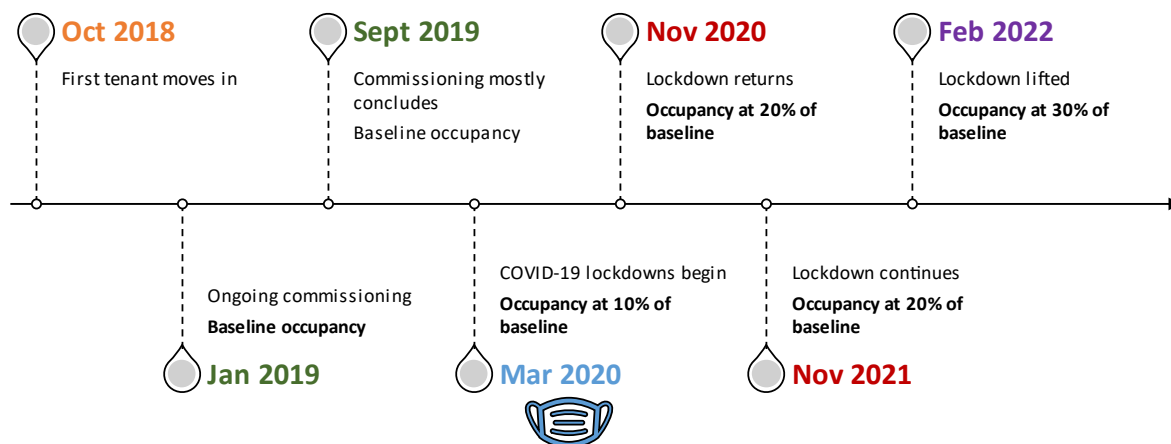 Oct 2018
First tenant moves in
Sept 2019
Commissioning mostly
concludes
Baseline occupancy
Nov 2020
Lockdown returns
Occupancy at 20% of
baseline
Feb 2022
Lockdown lifted
Occupancy at 30% of
baseline
Ongoing commissioning
Baseline occupancy
Jan 2019
COVID-19 lockdowns begin
Occupancy at 10% of
baseline
Mar 2020
Lockdown continues
Occupancy at 20% of
baseline
Nov 2021